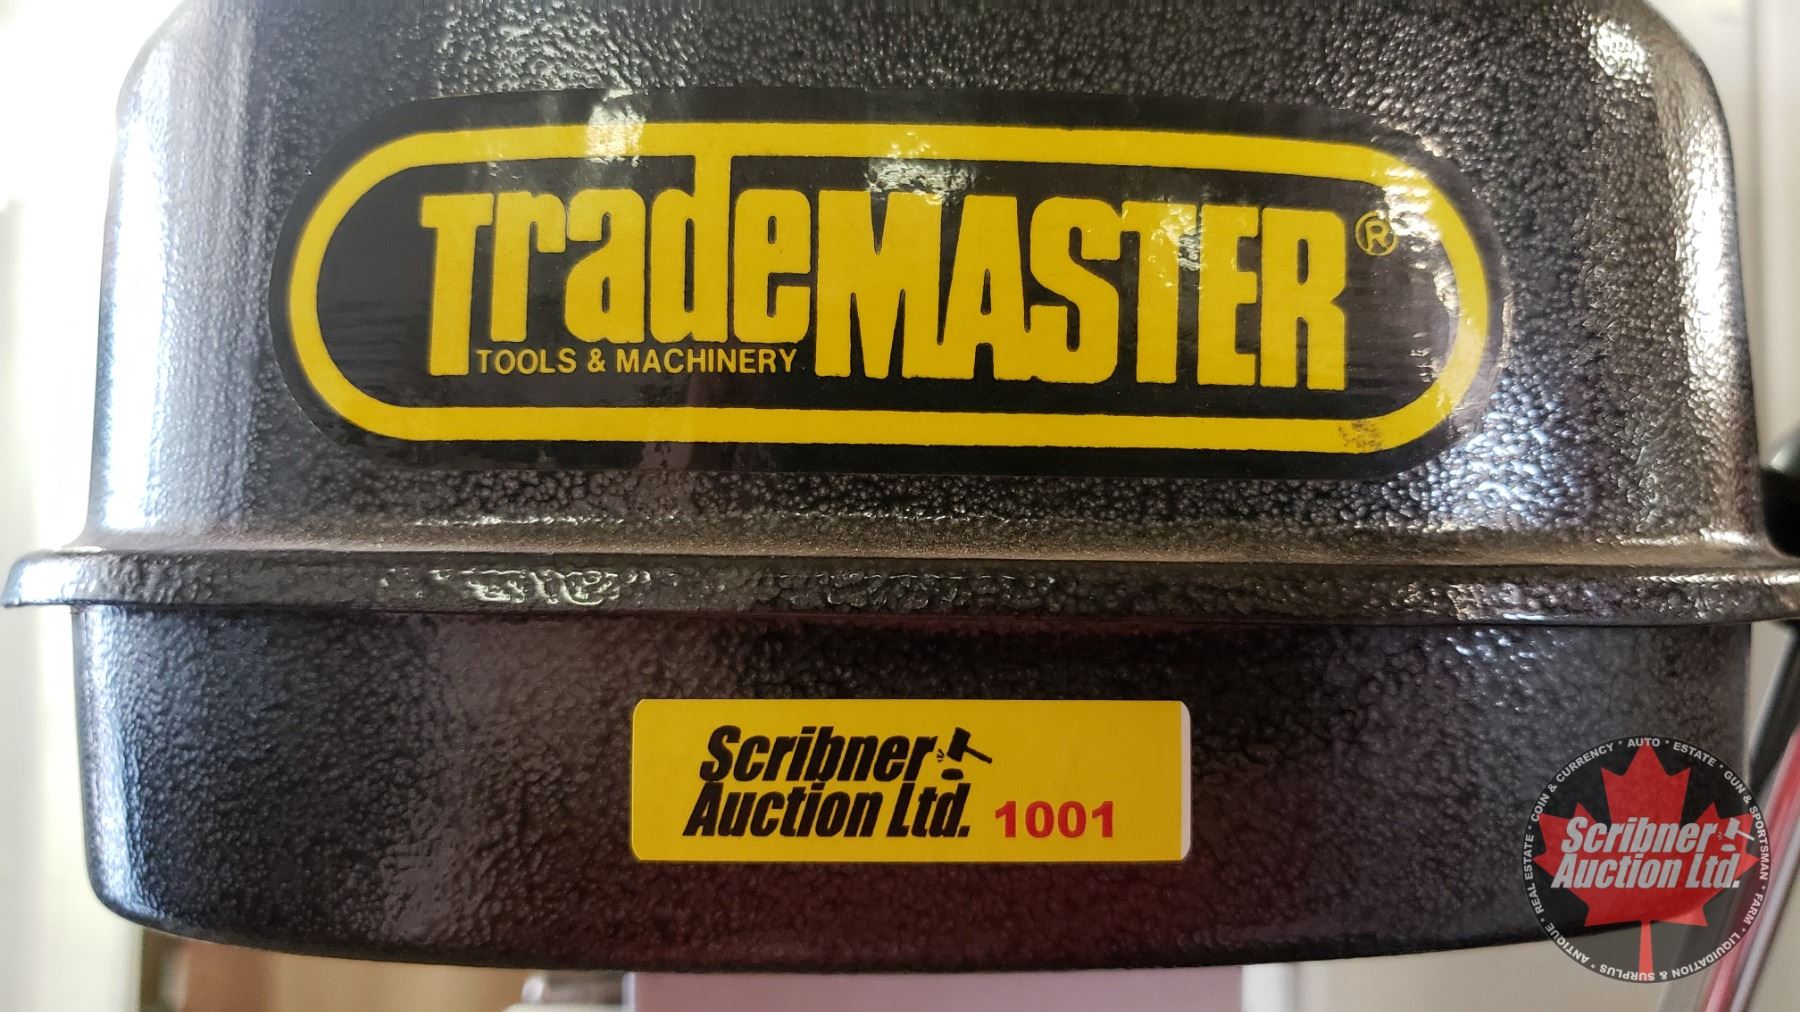 TradeMASTER®
TOOLS & MACHINERY
Scribner
Auction Ltd. 1001
Scribner
Auction Ltd.
ANTIQUE • REAL ESTATE • COIN & CURRENCY • AUTO • ESTATE • GUN & SPORTSMAN • FARM • LIQUIDATION & SURPLUS •